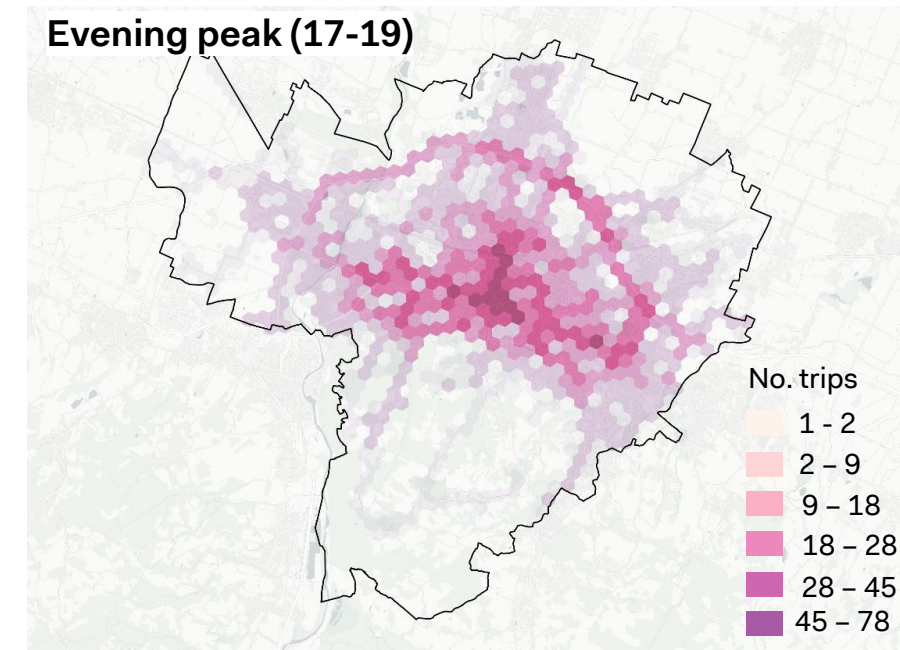 Evening peak (17-19)
No. trips
1 - 2
2 – 9
9 – 18
18 – 28
28 – 45
45 – 78